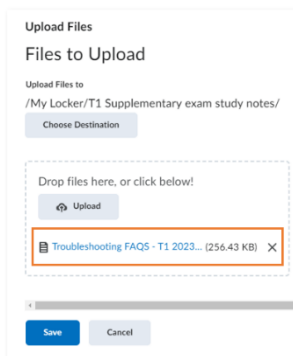 Upload Files
Files to Upload
Upload Files to
/My Locker/T1 Supplementary exam study notes/
Choose Destination
Drop files here, or click below!
Upload
Troubleshooting FAQS - T1 2023... (256.43 KB)
Save Cancel